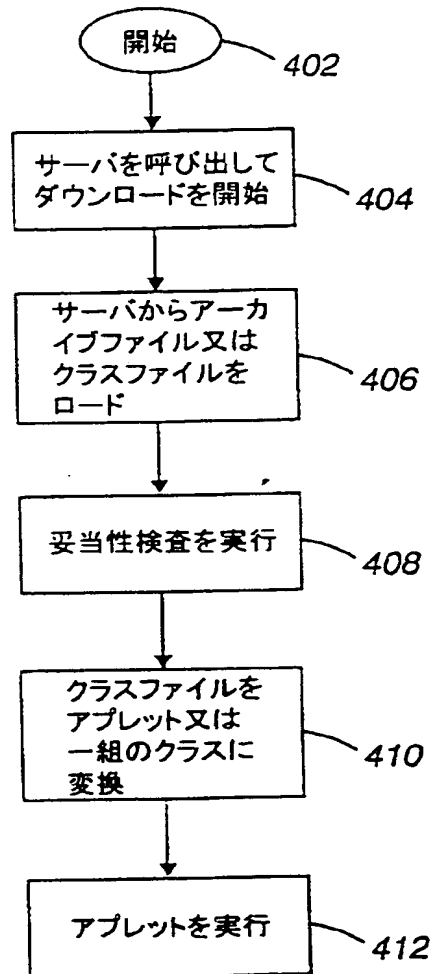 開始
402
サーバを呼び出して
ダウンロードを開始
404
サーバからアーカ
イブファイル又は
クラスファイルを
ロード
406
妥当性検査を実行
408
クラスファイルを
アプレット又は
一組のクラスに
変換
410
アプレットを実行
412